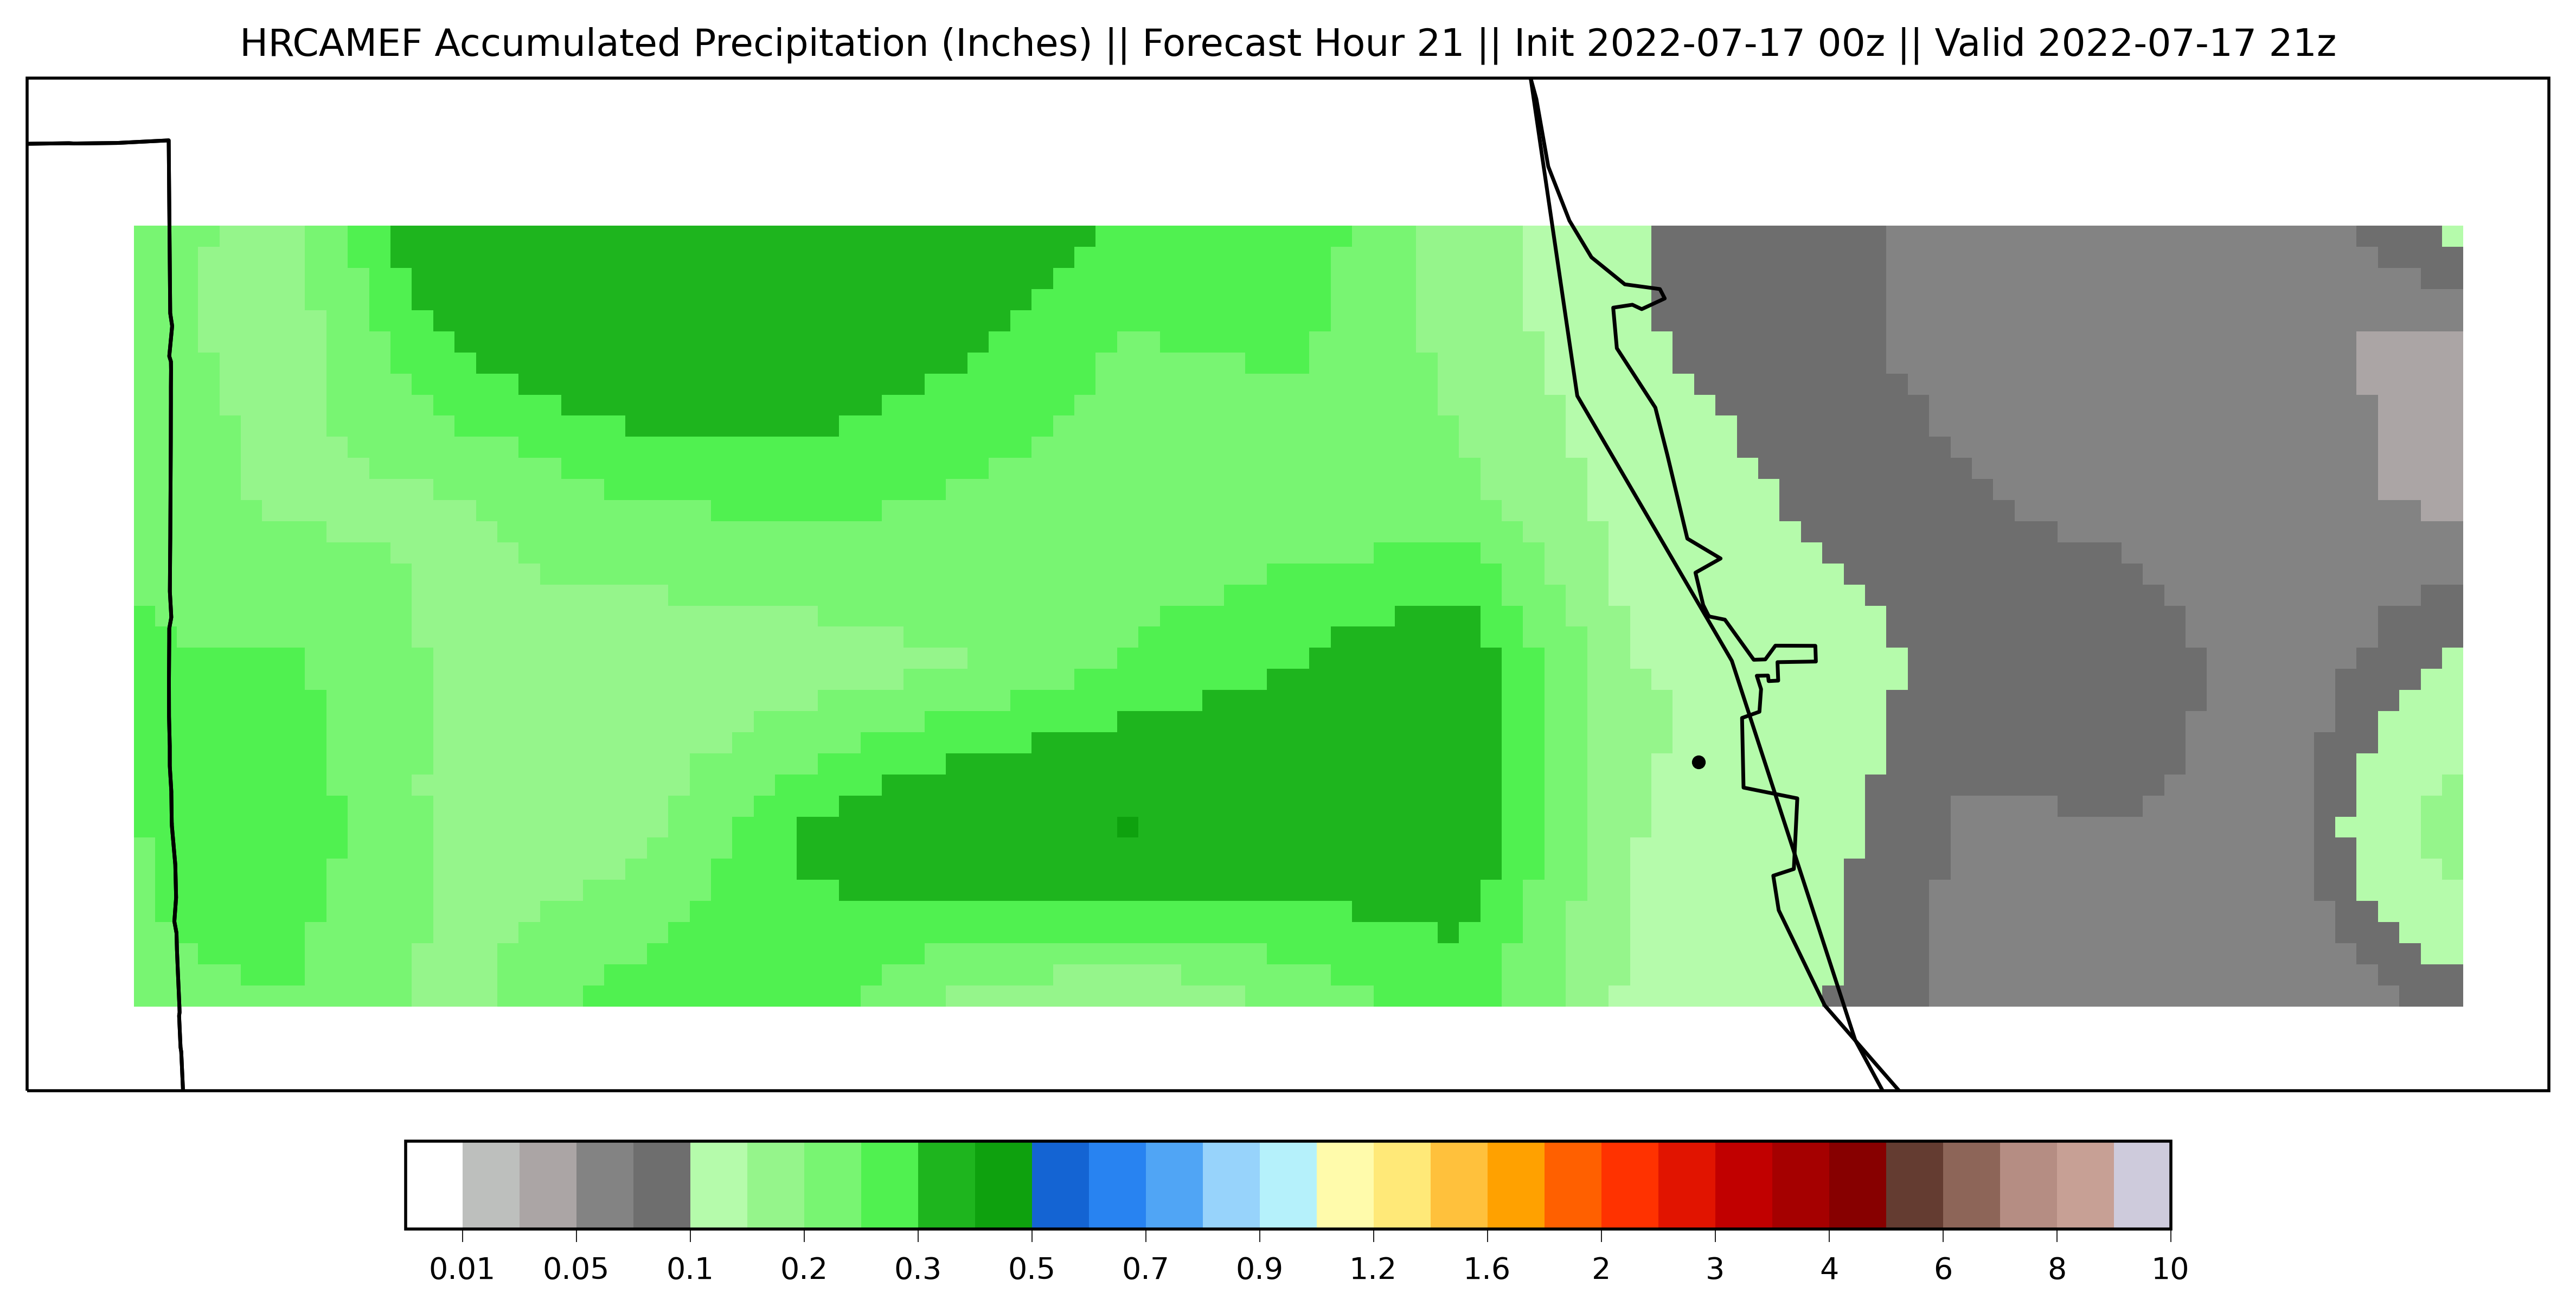 HRCAMEF Accumulated Precipitation (Inches) || Forecast Hour 21 || Init 2022-07-17 00z || Valid 2022-07-17 21z
0.01 0.05 0.1 0.2 0.3 0.5 0.7 0.9 1.2 1.6 2 3 4 6 8 10